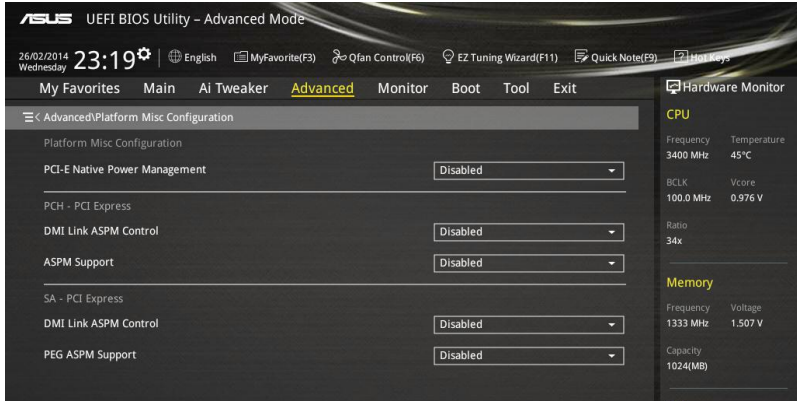 ASUS UEFI BIOS Utility – Advanced Mode
26/02/2014
Wednesday
23:19
English
MyFavorite(F3)
Qfan Control(F6)
EZ Tuning Wizard(F11)
Quick Note(F9)
? Hot Keys
My Favorites Main Ai Tweaker Advanced Monitor Boot Tool Exit
Advanced\Platform Misc Configuration
Platform Misc Configuration
PCI-E Native Power Management Disabled
PCH - PCI Express
DMI Link ASPM Control Disabled
ASPM Support Disabled
SA - PCI Express
DMI Link ASPM Control Disabled
PEG ASPM Support Disabled
Hardware Monitor
CPU
Frequency Temperature
3400 MHz 45°C
BCLK Vcore
100.0 MHz 0.976 V
Ratio
34x
Memory
Frequency Voltage
1333 MHz 1.507 V
Capacity
1024(MB)